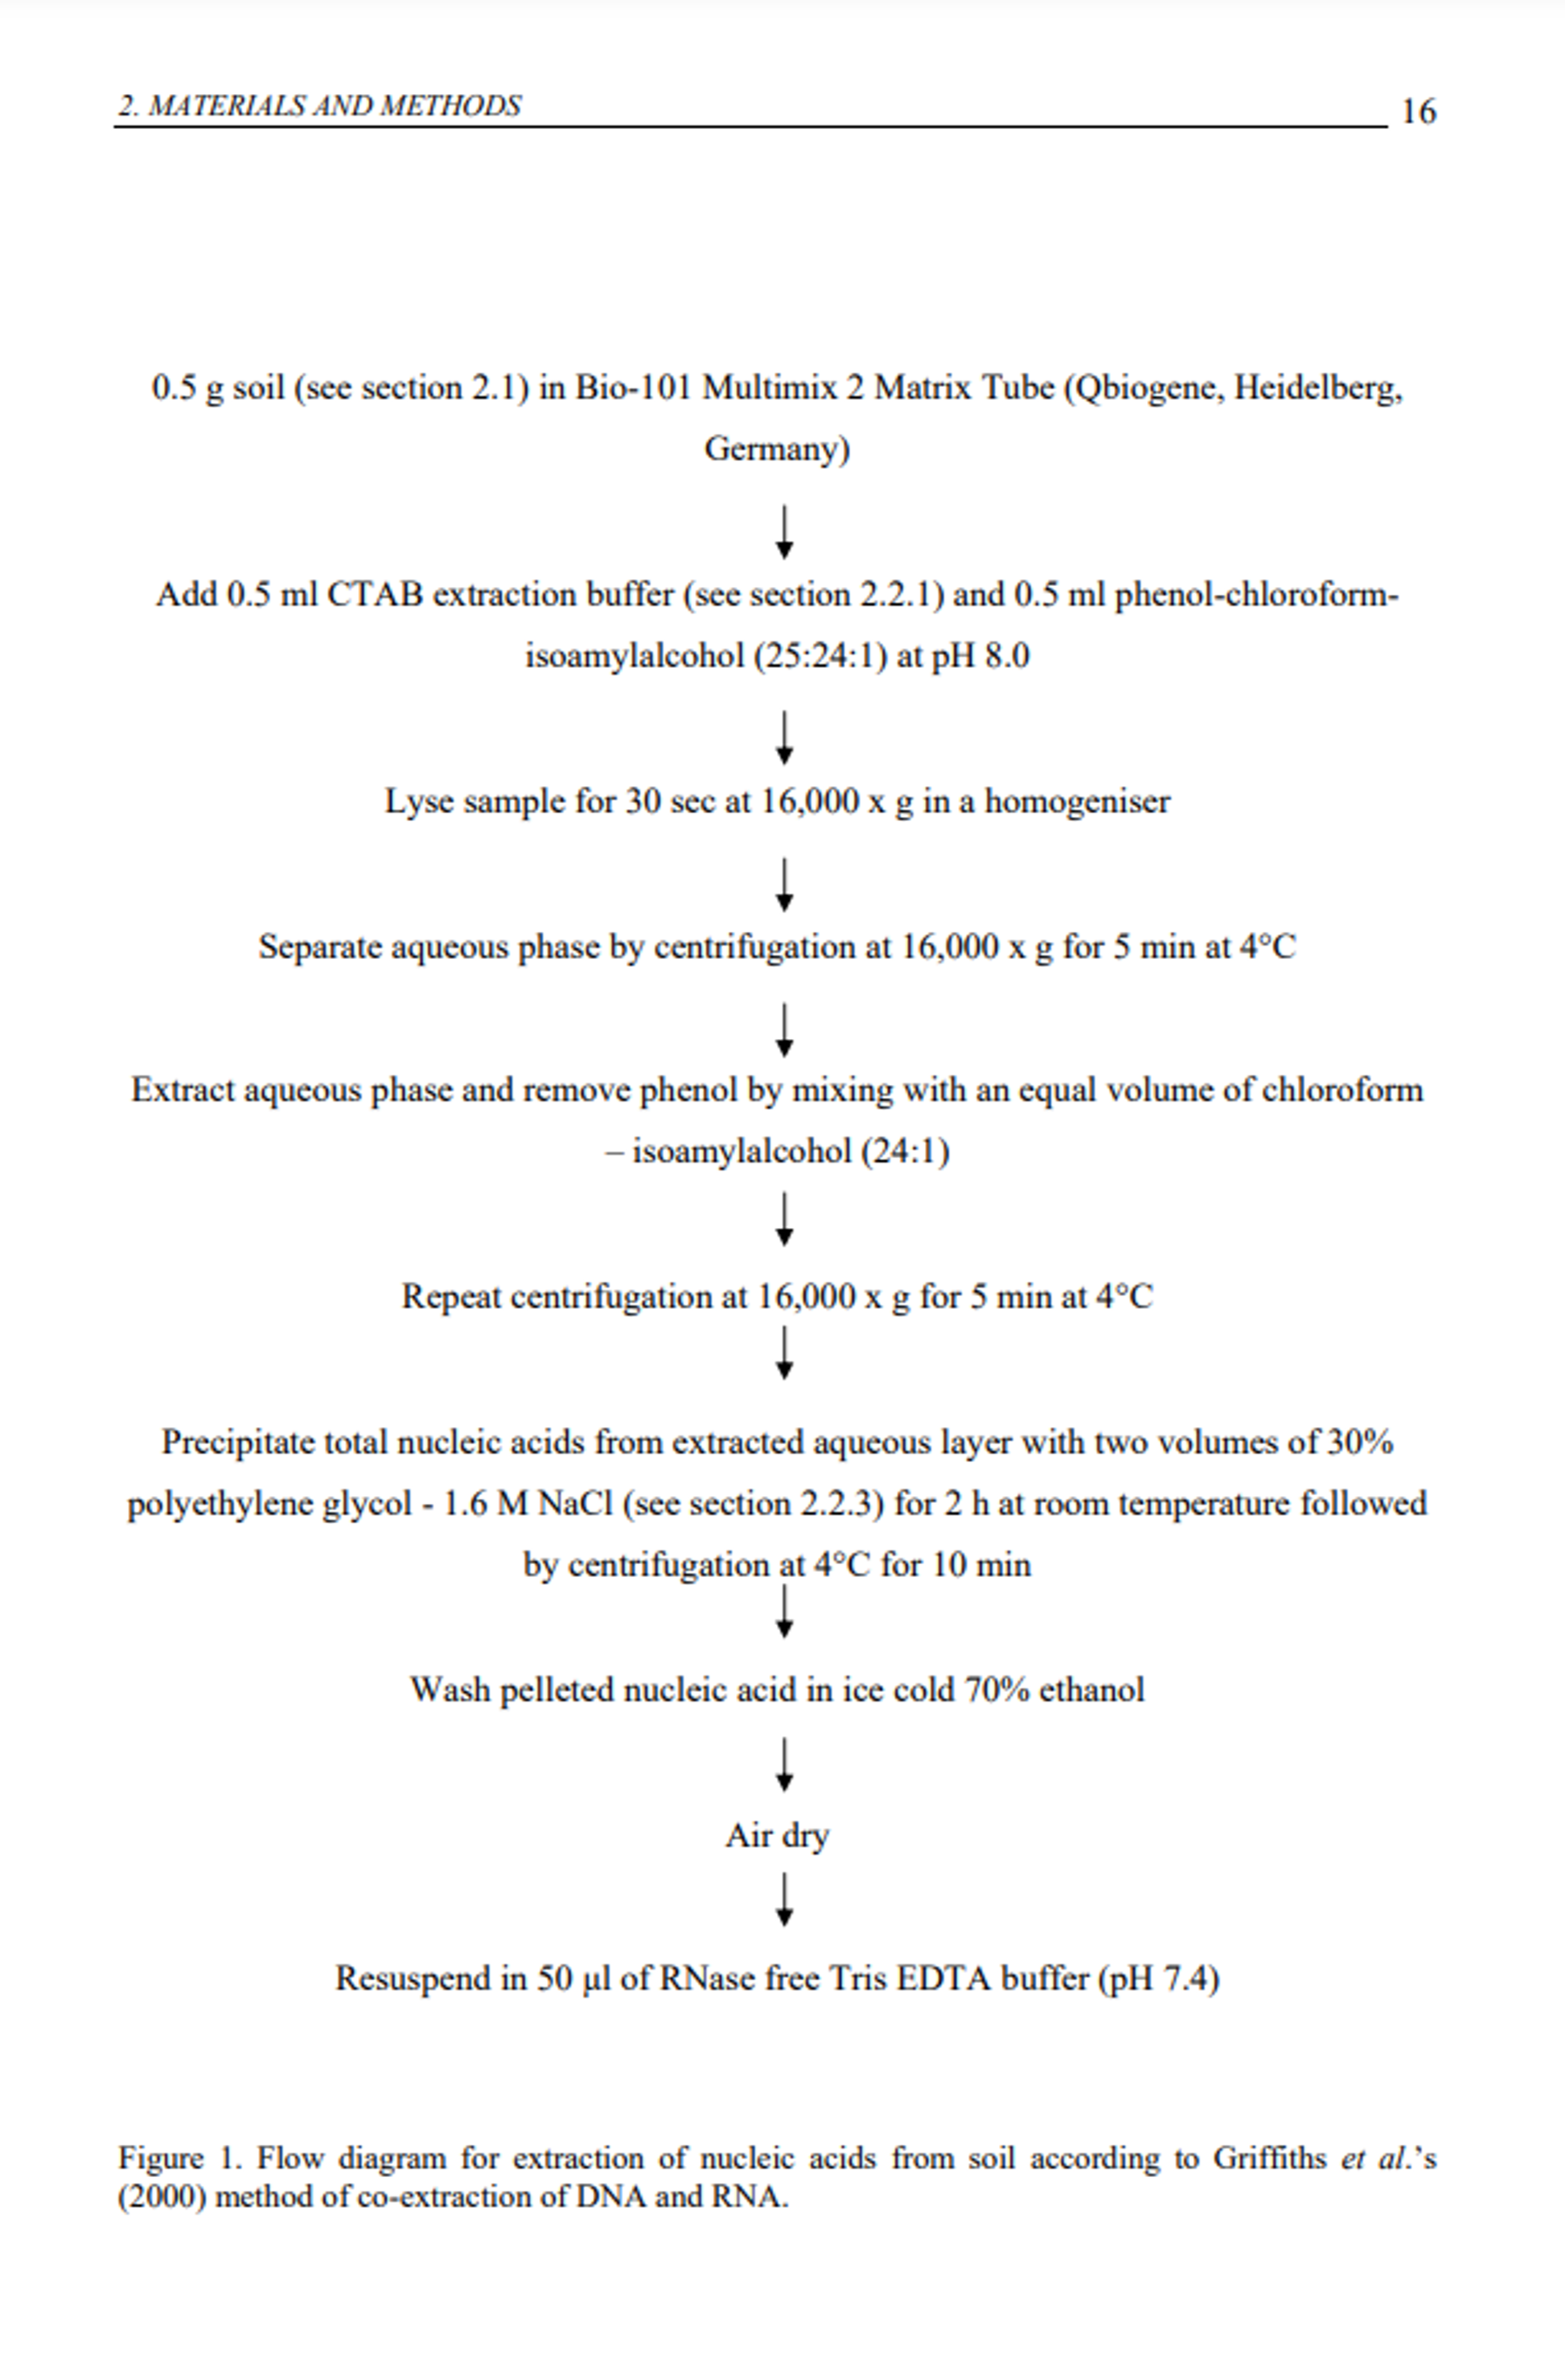 2. MATERIALS AND METHODS 16
0.5 g soil (see section 2.1) in Bio-101 Multimix 2 Matrix Tube (Qbiogene, Heidelberg,
Germany)
Add 0.5 ml CTAB extraction buffer (see section 2.2.1) and 0.5 ml phenol-chloroform-
isoamylalcohol (25:24:1) at pH 8.0
Lyse sample for 30 sec at 16,000 x g in a homogeniser
Separate aqueous phase by centrifugation at 16,000 x g for 5 min at 4°C
Extract aqueous phase and remove phenol by mixing with an equal volume of chloroform
– isoamylalcohol (24:1)
Repeat centrifugation at 16,000 x g for 5 min at 4°C
Precipitate total nucleic acids from extracted aqueous layer with two volumes of 30%
polyethylene glycol - 1.6 M NaCl (see section 2.2.3) for 2 h at room temperature followed
by centrifugation at 4°C for 10 min
Wash pelleted nucleic acid in ice cold 70% ethanol
Air dry
Resuspend in 50 µl of RNase free Tris EDTA buffer (pH 7.4)
Figure 1. Flow diagram for extraction of nucleic acids from soil according to Griffiths et al.'s
(2000) method of co-extraction of DNA and RNA.